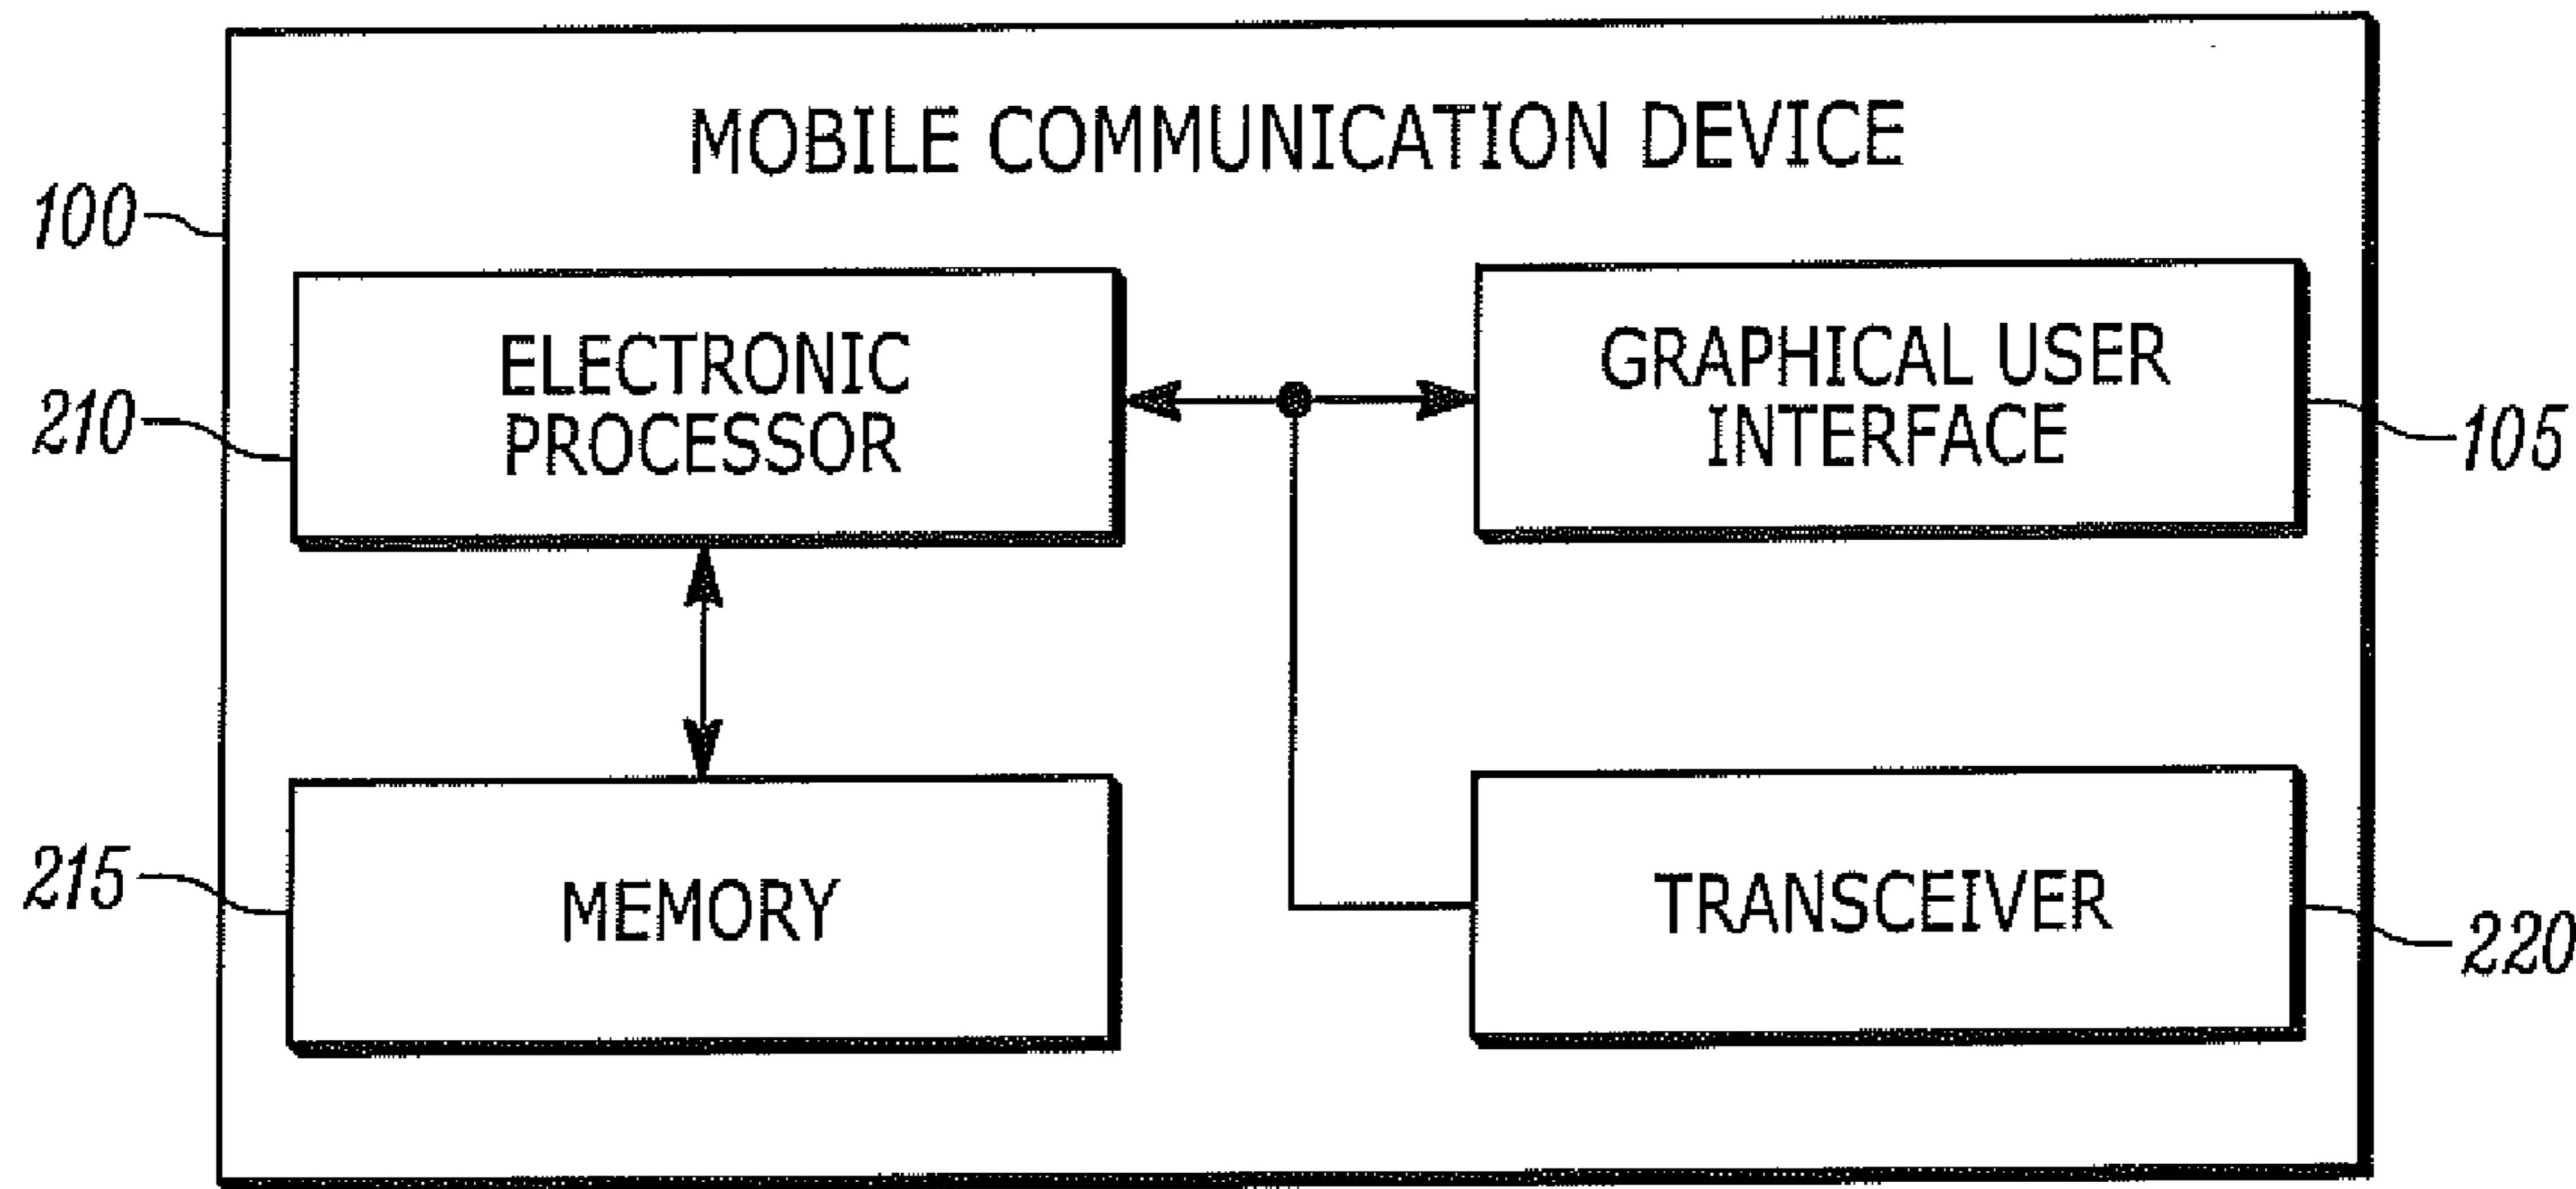 MOBILE COMMUNICATION DEVICE
100
ELECTRONIC
PROCESSOR
210
GRAPHICAL USER
INTERFACE
105
MEMORY
215
TRANSCEIVER
220